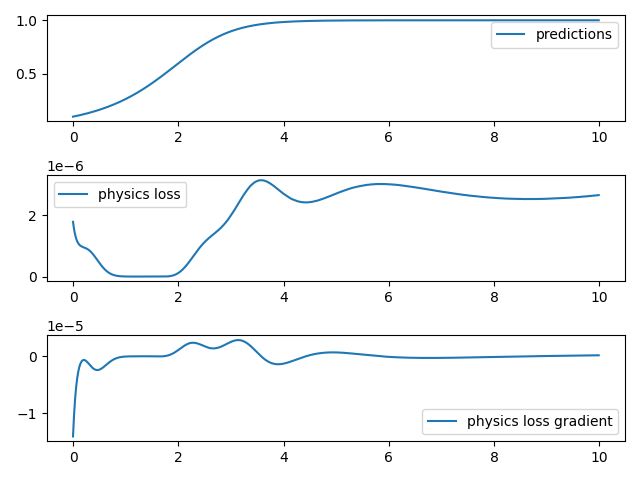 1.0
predictions
0.5
0 2 4 6 8 10
1e−6
physics loss
2
0
0 2 4 6 8 10
1e−5
0
−1
physics loss gradient
0 2 4 6 8 10